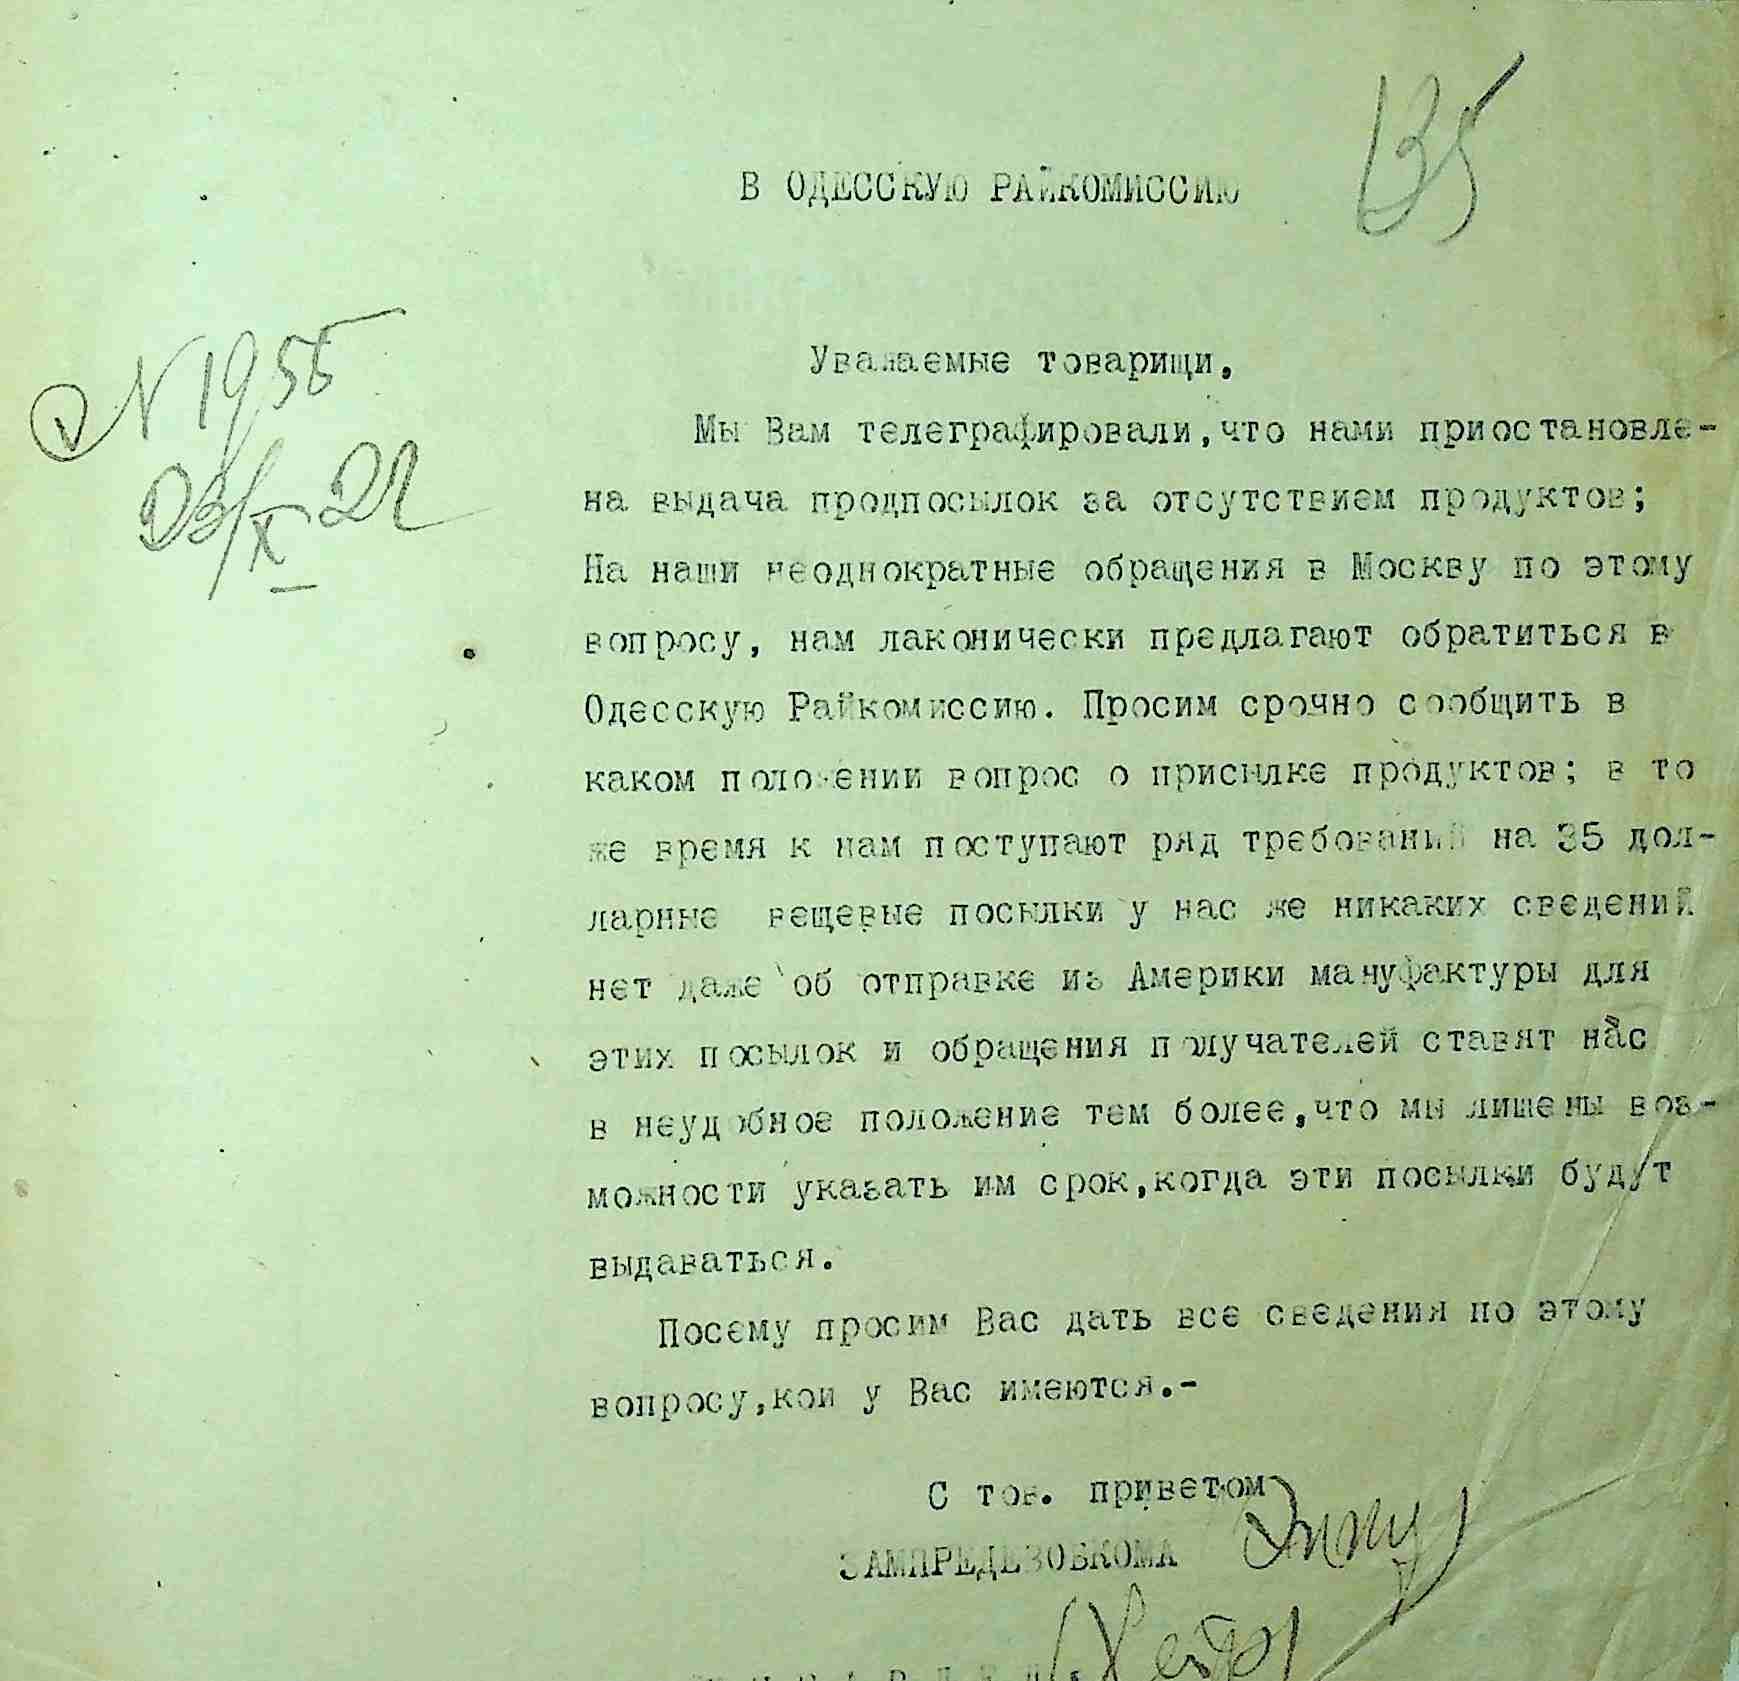 135
В ОДЕССКУЮ РАЙКОМИССИЮ
N 1955
23/X 22
Уважаемые товарищи.
Мы Вам телеграфировали,что нами приостановле-
на выдача продпосылок за отсутствием продуктов;
На наши неоднократные обращения в Москву по этому
вопросу, нам лаконически предлагают обратиться в
Одесскую Райкомиссию. Просим срочно сообщить в
каком положении вопрос о присылке продуктов; в то
же время к нам поступают ряд требований на 35 дол-
ларные вещевые посылки у нас же никаких сведений
нет даже об отправке из Америки мануфактуры для
этих посылок и обращения получателей ставят нас
в неудобное положение тем более,что мы лишены воз-
можности указать им срок,когда эти посылки будут
выдаваться.
Посему просим Вас дать все сведения по этому
вопросу,кои у Вас имеются.-
С тов. приветом
ЗАМПРЕДЕВОБКОМА